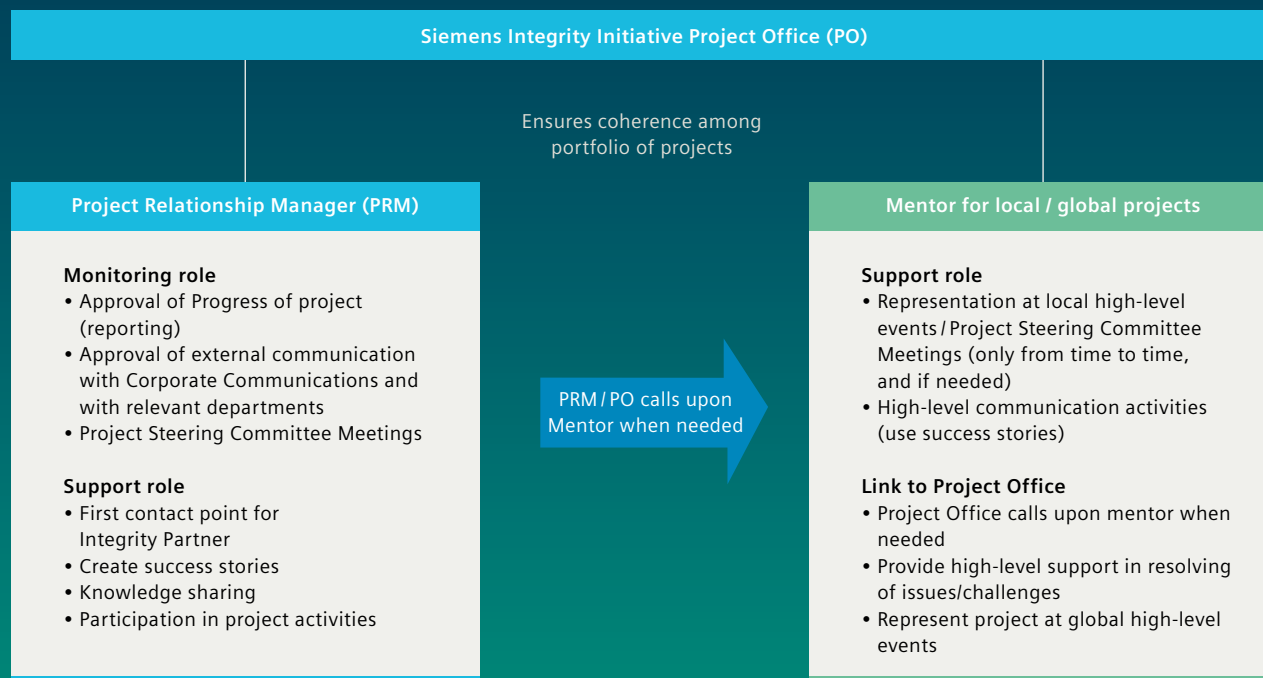 Siemens Integrity Initiative Project Office (PO)
Ensures coherence among
portfolio of projects
Project Relationship Manager (PRM)
Monitoring role
• Approval of Progress of project
(reporting)
• Approval of external communication
with Corporate Communications and
with relevant departments
• Project Steering Committee Meetings
Support role
• First contact point for
Integrity Partner
• Create success stories
• Knowledge sharing
• Participation in project activities
PRM/PO calls upon
Mentor when needed
Mentor for local / global projects
Support role
• Representation at local high-level
events/Project Steering Committee
Meetings (only from time to time,
and if needed)
• High-level communication activities
(use success stories)
Link to Project Office
• Project Office calls upon mentor when
needed
• Provide high-level support in resolving
of issues/challenges
• Represent project at global high-level
events